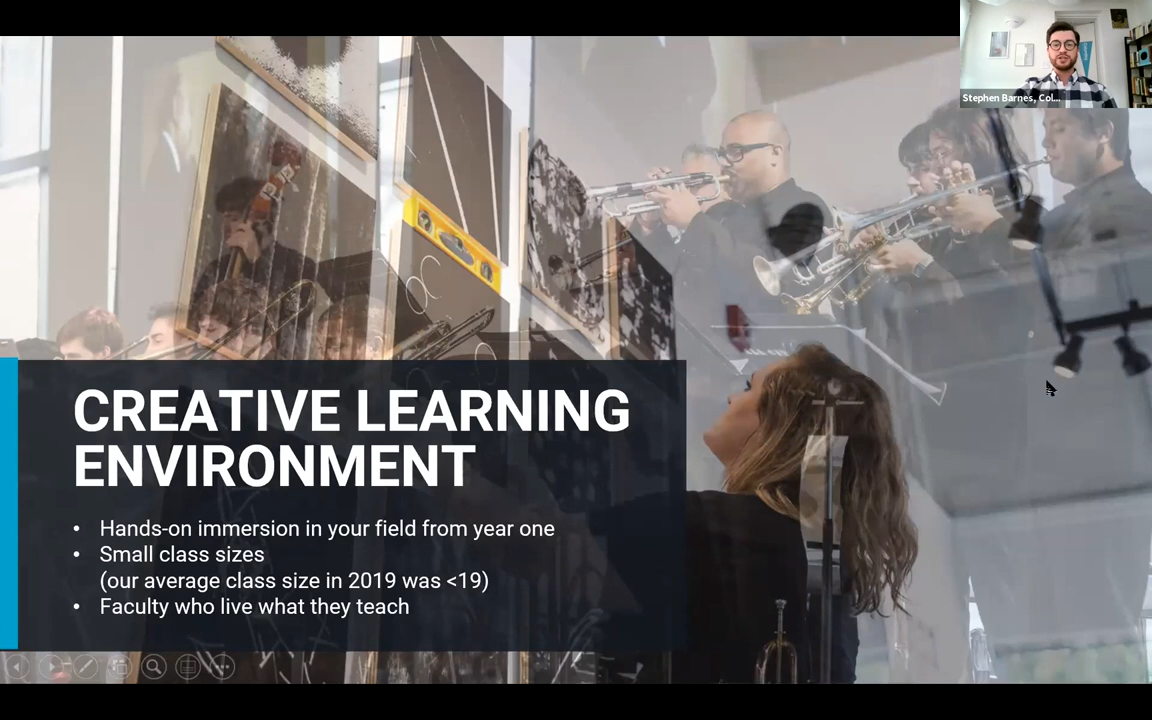 Stephen Barnes, Col...
CREATIVE LEARNING
ENVIRONMENT
• Hands-on immersion in your field from year one
• Small class sizes
(our average class size in 2019 was <19)
• Faculty who live what they teach